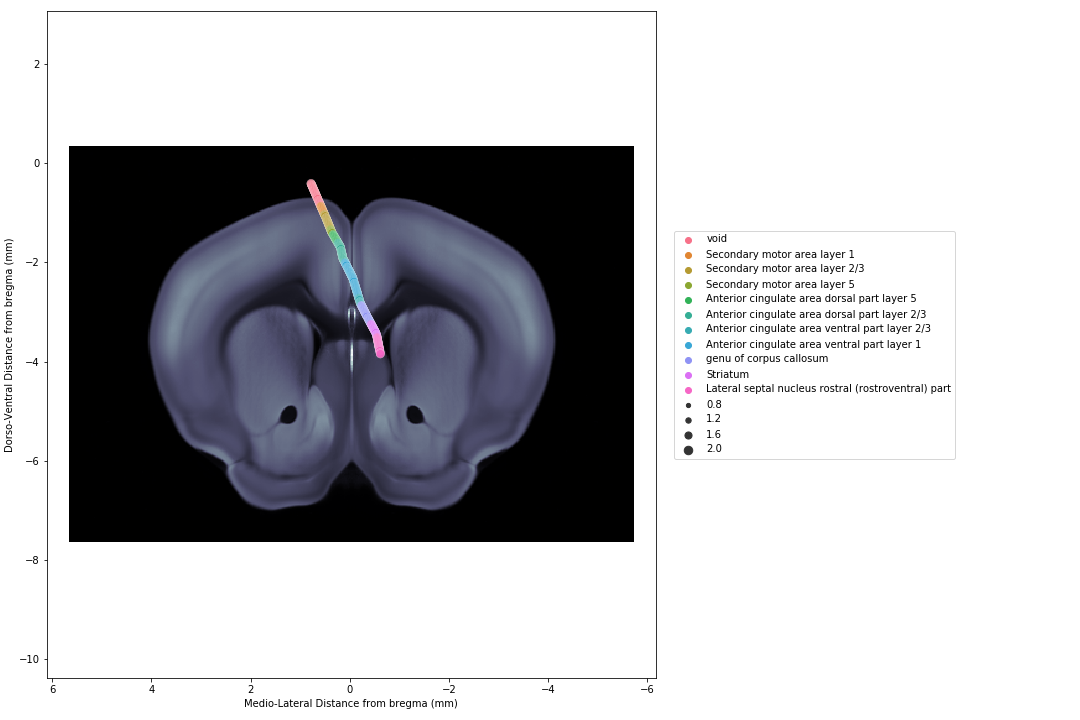 2
0
−2
−4
−6
−8
−10
Dorso-Ventral Distance from bregma (mm)
6
4
2
0
−2
−4
−6
Medio-Lateral Distance from bregma (mm)
void
Secondary motor area layer 1
Secondary motor area layer 2/3
Secondary motor area layer 5
Anterior cingulate area dorsal part layer 5
Anterior cingulate area dorsal part layer 2/3
Anterior cingulate area ventral part layer 2/3
Anterior cingulate area ventral part layer 1
genu of corpus callosum
Striatum
Lateral septal nucleus rostral (rostroventral) part
0.8
1.2
1.6
2.0